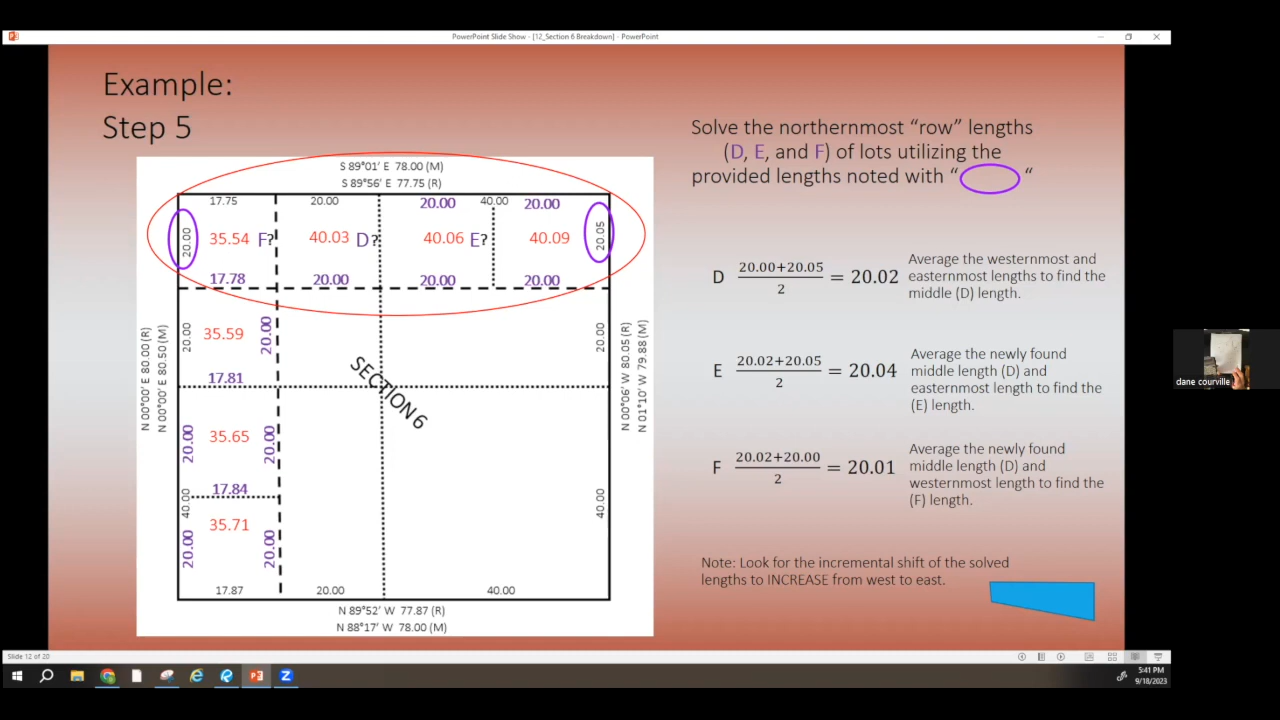 PowerPoint Slide Show - [12_Section 6 Breakdown] - PowerPoint
Example:
Step 5
S 89°01' E 78.00 (M)
S 89°56' E 77.75 (R)
17.75 20.00 20.00 40.00 20.00
20.00 35.54 F? 40.03 D? 40.06 E? 40.09 20.05
17.78 20.00 20.00 20.00
N 00°00' E 80.00 (R)
N 00°00' E 80.50 (M)
20.00 35.59 20.00 20.00
17.81
SECTION 6
N 00°06' W 80.05 (R)
N 01°10' W 79.88 (M)
20.00 35.65 20.00
17.84
40.00 40.00
20.00 35.71 20.00
17.87 20.00 40.00
N 89°52' W 77.87 (R)
N 88°17' W 78.00 (M)
Solve the northernmost “row” lengths
(D, E, and F) of lots utilizing the
provided lengths noted with “ “
D 20.00+20.05 / 2 = 20.02
Average the westernmost and
easternmost lengths to find the
middle (D) length.
E 20.02+20.05 / 2 = 20.04
Average the newly found
middle length (D) and
easternmost length to find the
(E) length.
F 20.02+20.00 / 2 = 20.01
Average the newly found
middle length (D) and
westernmost length to find the
(F) length.
Note: Look for the incremental shift of the solved
lengths to INCREASE from west to east.
dane courville
Slide 12 of 20
5:41 PM
9/18/2023